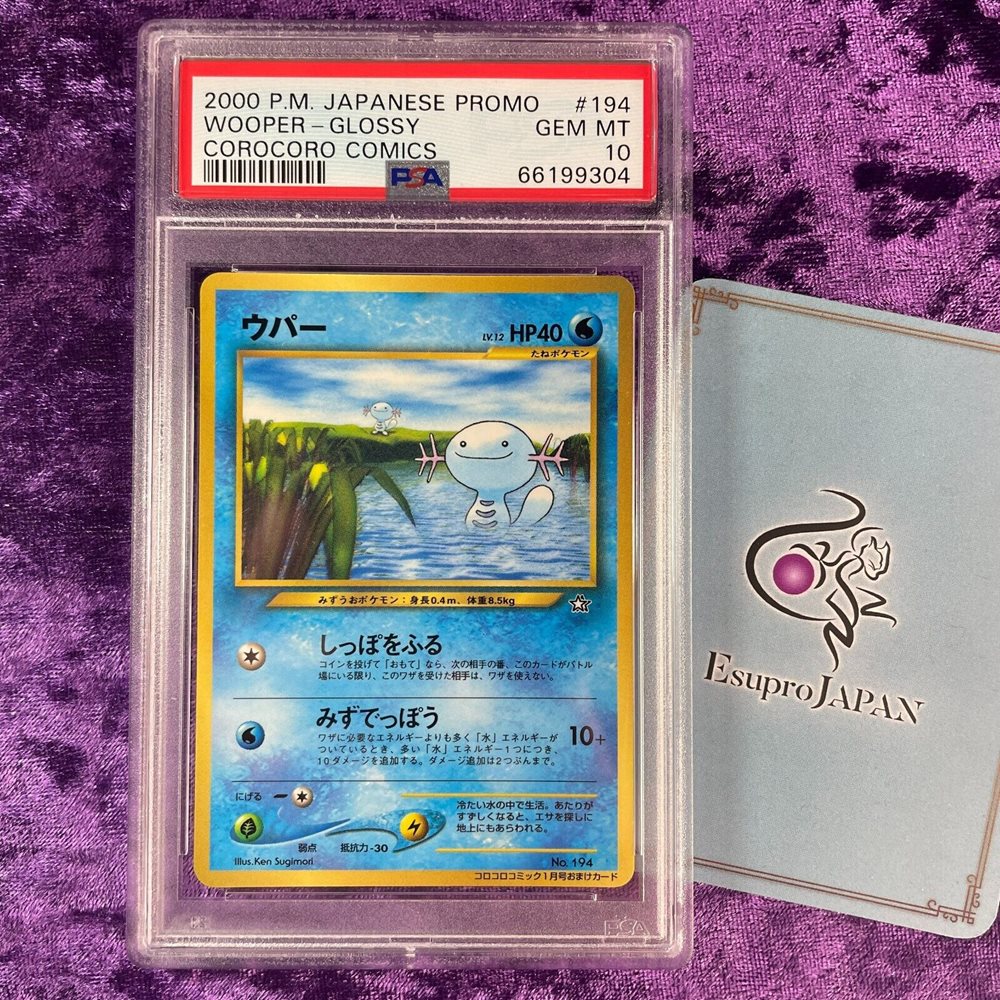 2000 P.M. JAPANESE PROMO #194
WOOPER - GLOSSY GEM MT
COROCORO COMICS 10
PSA 66199304
ウパー LV.12 HP40
たねポケモン
みずうおポケモン:身長0.4m、体重8.5kg
しっぽをふる
コインを投げて「おもて」なら、次の相手の番、このカードがバトル
場にいる限り、このワザを受けた相手は、ワザを使えない。
みずでっぽう 10+
ワザに必要なエネルギーよりも多く「水」エネルギーが
ついているとき、多い「水」エネルギー1つにつき、
10ダメージを追加する。ダメージ追加は2つぶんまで。
にげる
弱点 抵抗力-30
冷たい水の中で生活。あたりが
すずしくなると、エサを探しに
地上にもあらわれる。
Illus.Ken Sugimori No. 194
コロコロコミック1月号おまけカード
PSA
EsuproJAPAN